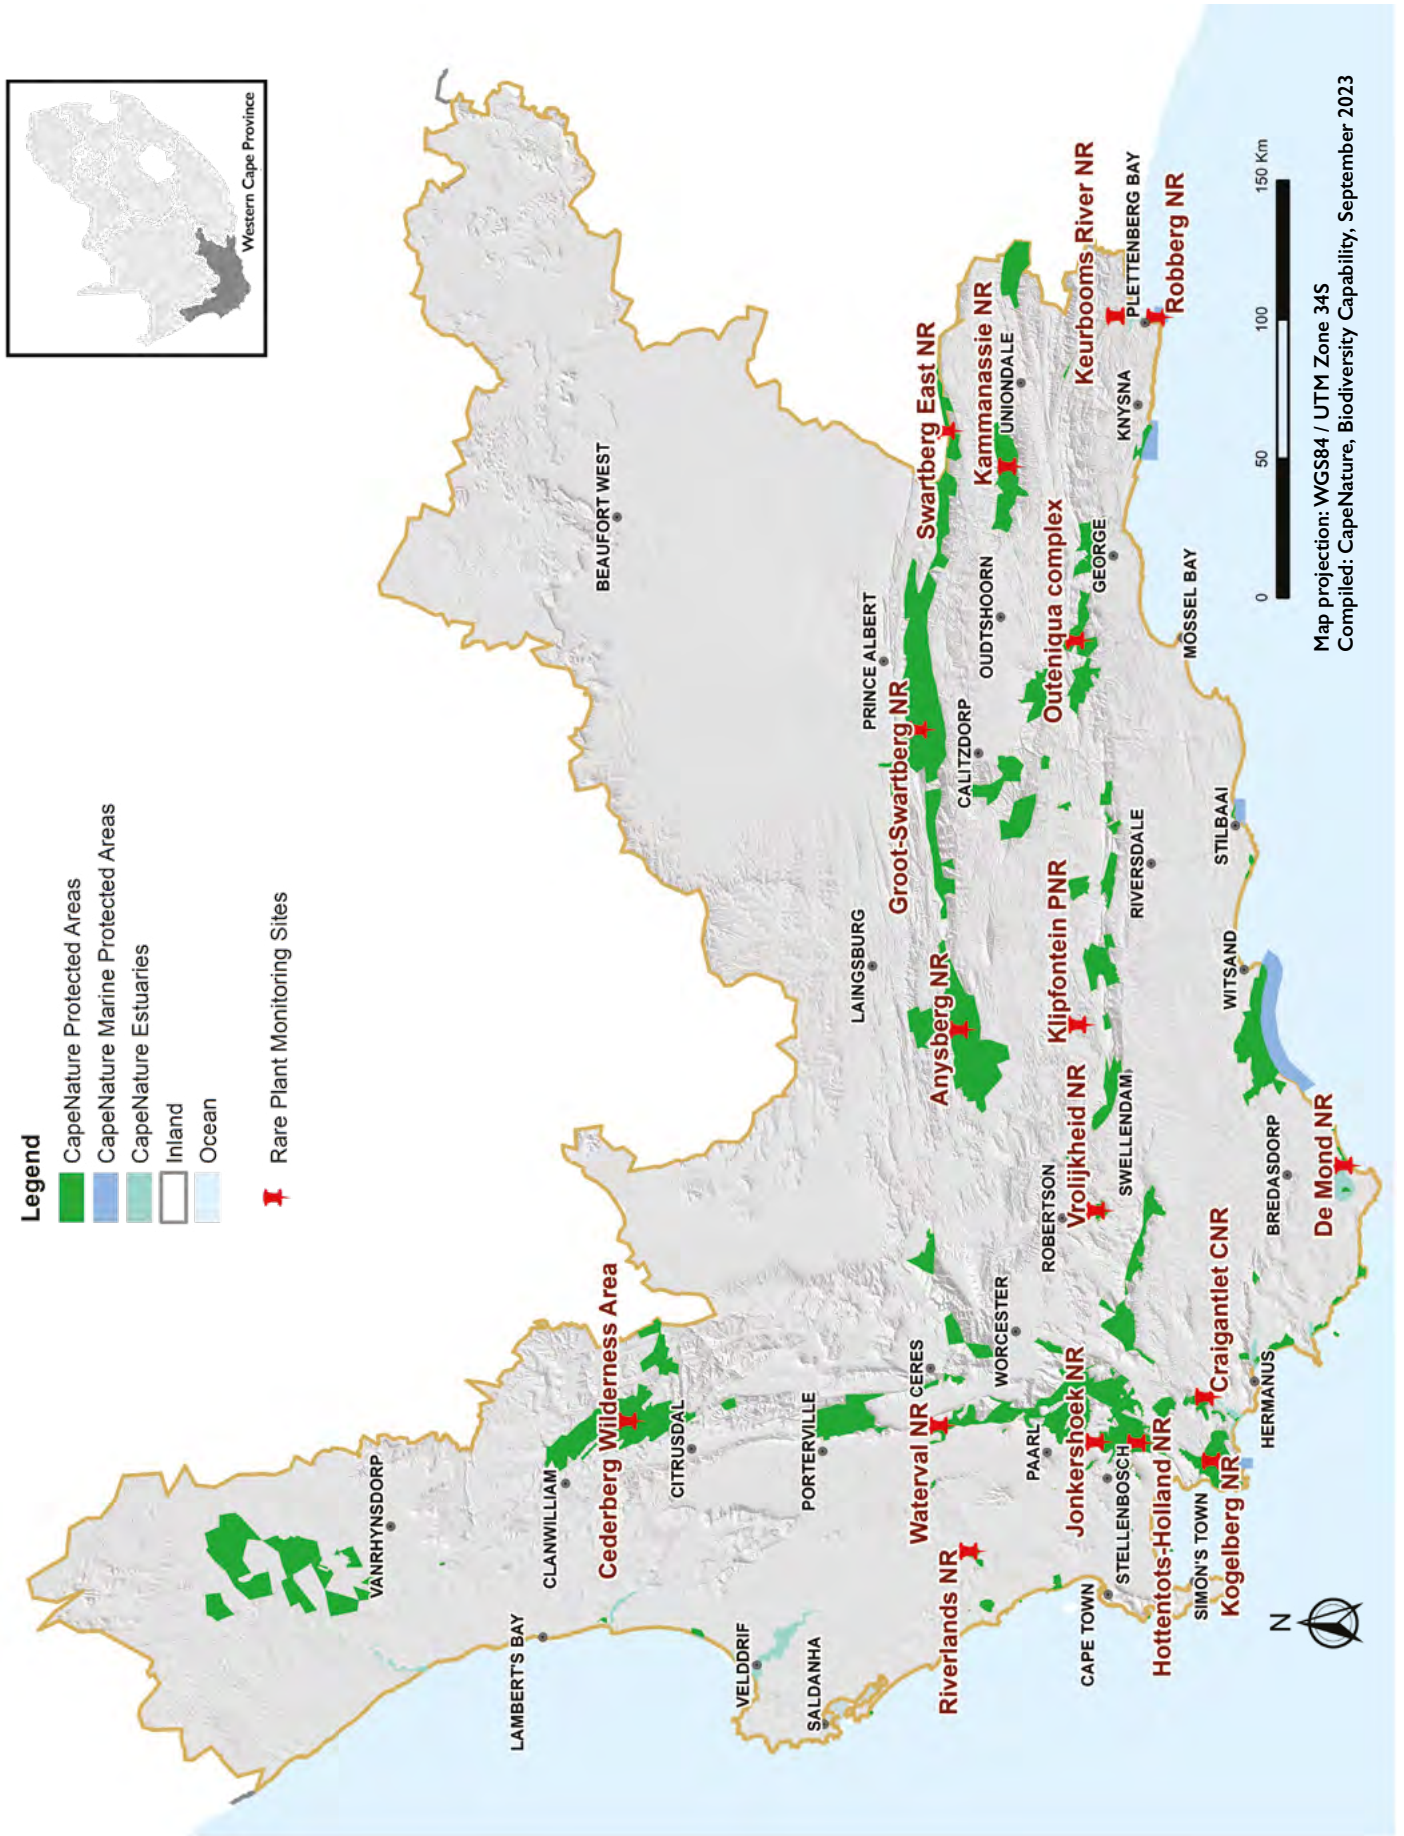 Western Cape Province
Legend
CapeNature Protected Areas
CapeNature Marine Protected Areas
CapeNature Estuaries
Inland
Ocean
Rare Plant Monitoring Sites
VANRHYNSDORP
LAMBERT'S BAY
CLANWILLIAM
Cederberg Wilderness Area
CITRUSDAL
VELDDRIF
SALDANHA
PORTERVILLE
BEAUFORT WEST
LAINGSBURG
PRINCE ALBERT
Groot-Swartberg NR
Swartberg East NR
Riverlands NR
Waterval NR
CERES
Anysberg NR
CALITZDORP
OUDTSHOORN
Kammanassie NR
UNIONDALE
WORCESTER
PAARL
ROBERTSON
Klipfontein PNR
Outeniqua complex
Jonkershoek NR
Vrolijkheid NR
GEORGE
Keurbooms River NR
CAPE TOWN
STELLENBOSCH
SWELLENDAM
RIVERSDALE
KNYSNA
PLETTENBERG BAY
Hottentots-Holland NR
Robberg NR
SIMON'S TOWN
MOSSEL BAY
Kogelberg NR
Craigantlet CNR
WITSAND
STILBAAI
HERMANUS
BREDASDORP
De Mond NR
N
0 50 100 150 Km
Map projection: WGS84 / UTM Zone 34S
Compiled: CapeNature, Biodiversity Capability, September 2023